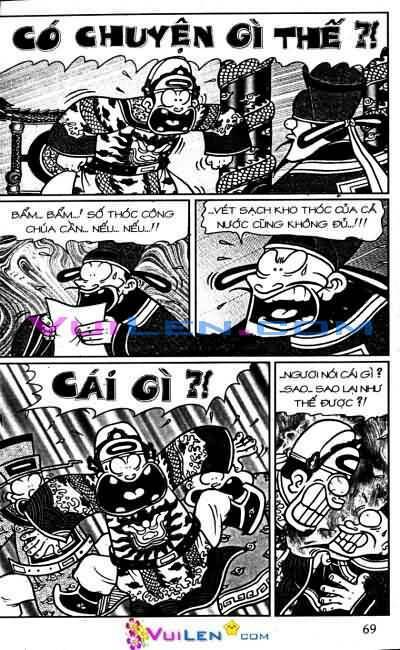 CÓ CHUYỆN GÌ THẾ ?!
BẨM... BẨM...! SỐ THÓC CÔNG
CHÚA CẦN... NẾU... NẾU...!!
...VÉT SẠCH KHO THÓC CỦA CẢ
NƯỚC CŨNG KHÔNG ĐỦ...!!!
VUILEN.COM
CÁI GÌ ?!
...NGƯƠI NÓI CÁI GÌ ?
...SAO... SAO LẠI NHƯ
THẾ ĐƯỢC ?!
69
VUILEN.COM